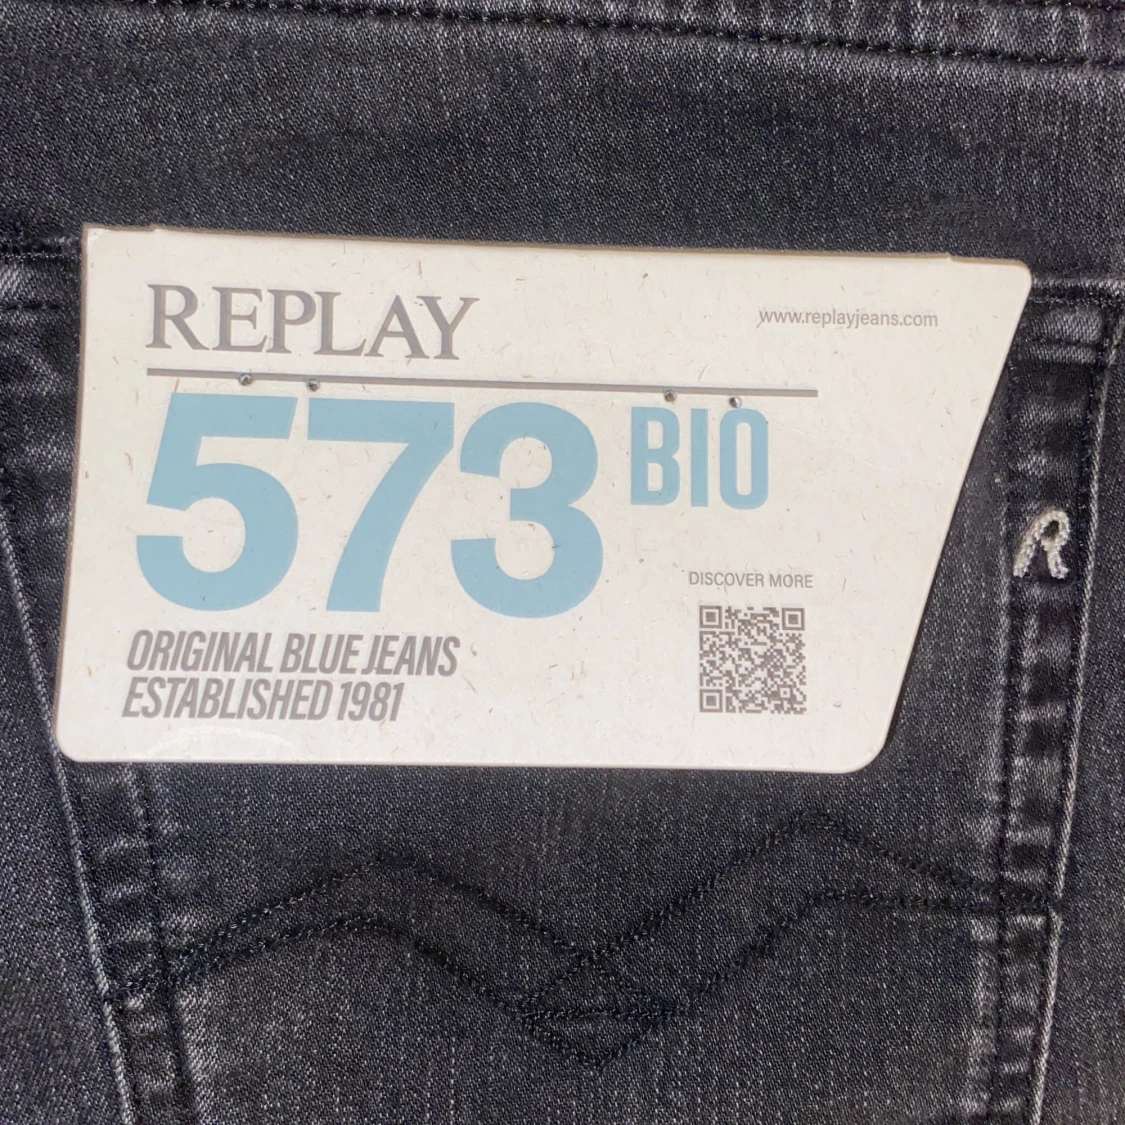 REPLAY
www.replayjeans.com
573 BIO
DISCOVER MORE
ORIGINAL BLUE JEANS
ESTABLISHED 1981
R